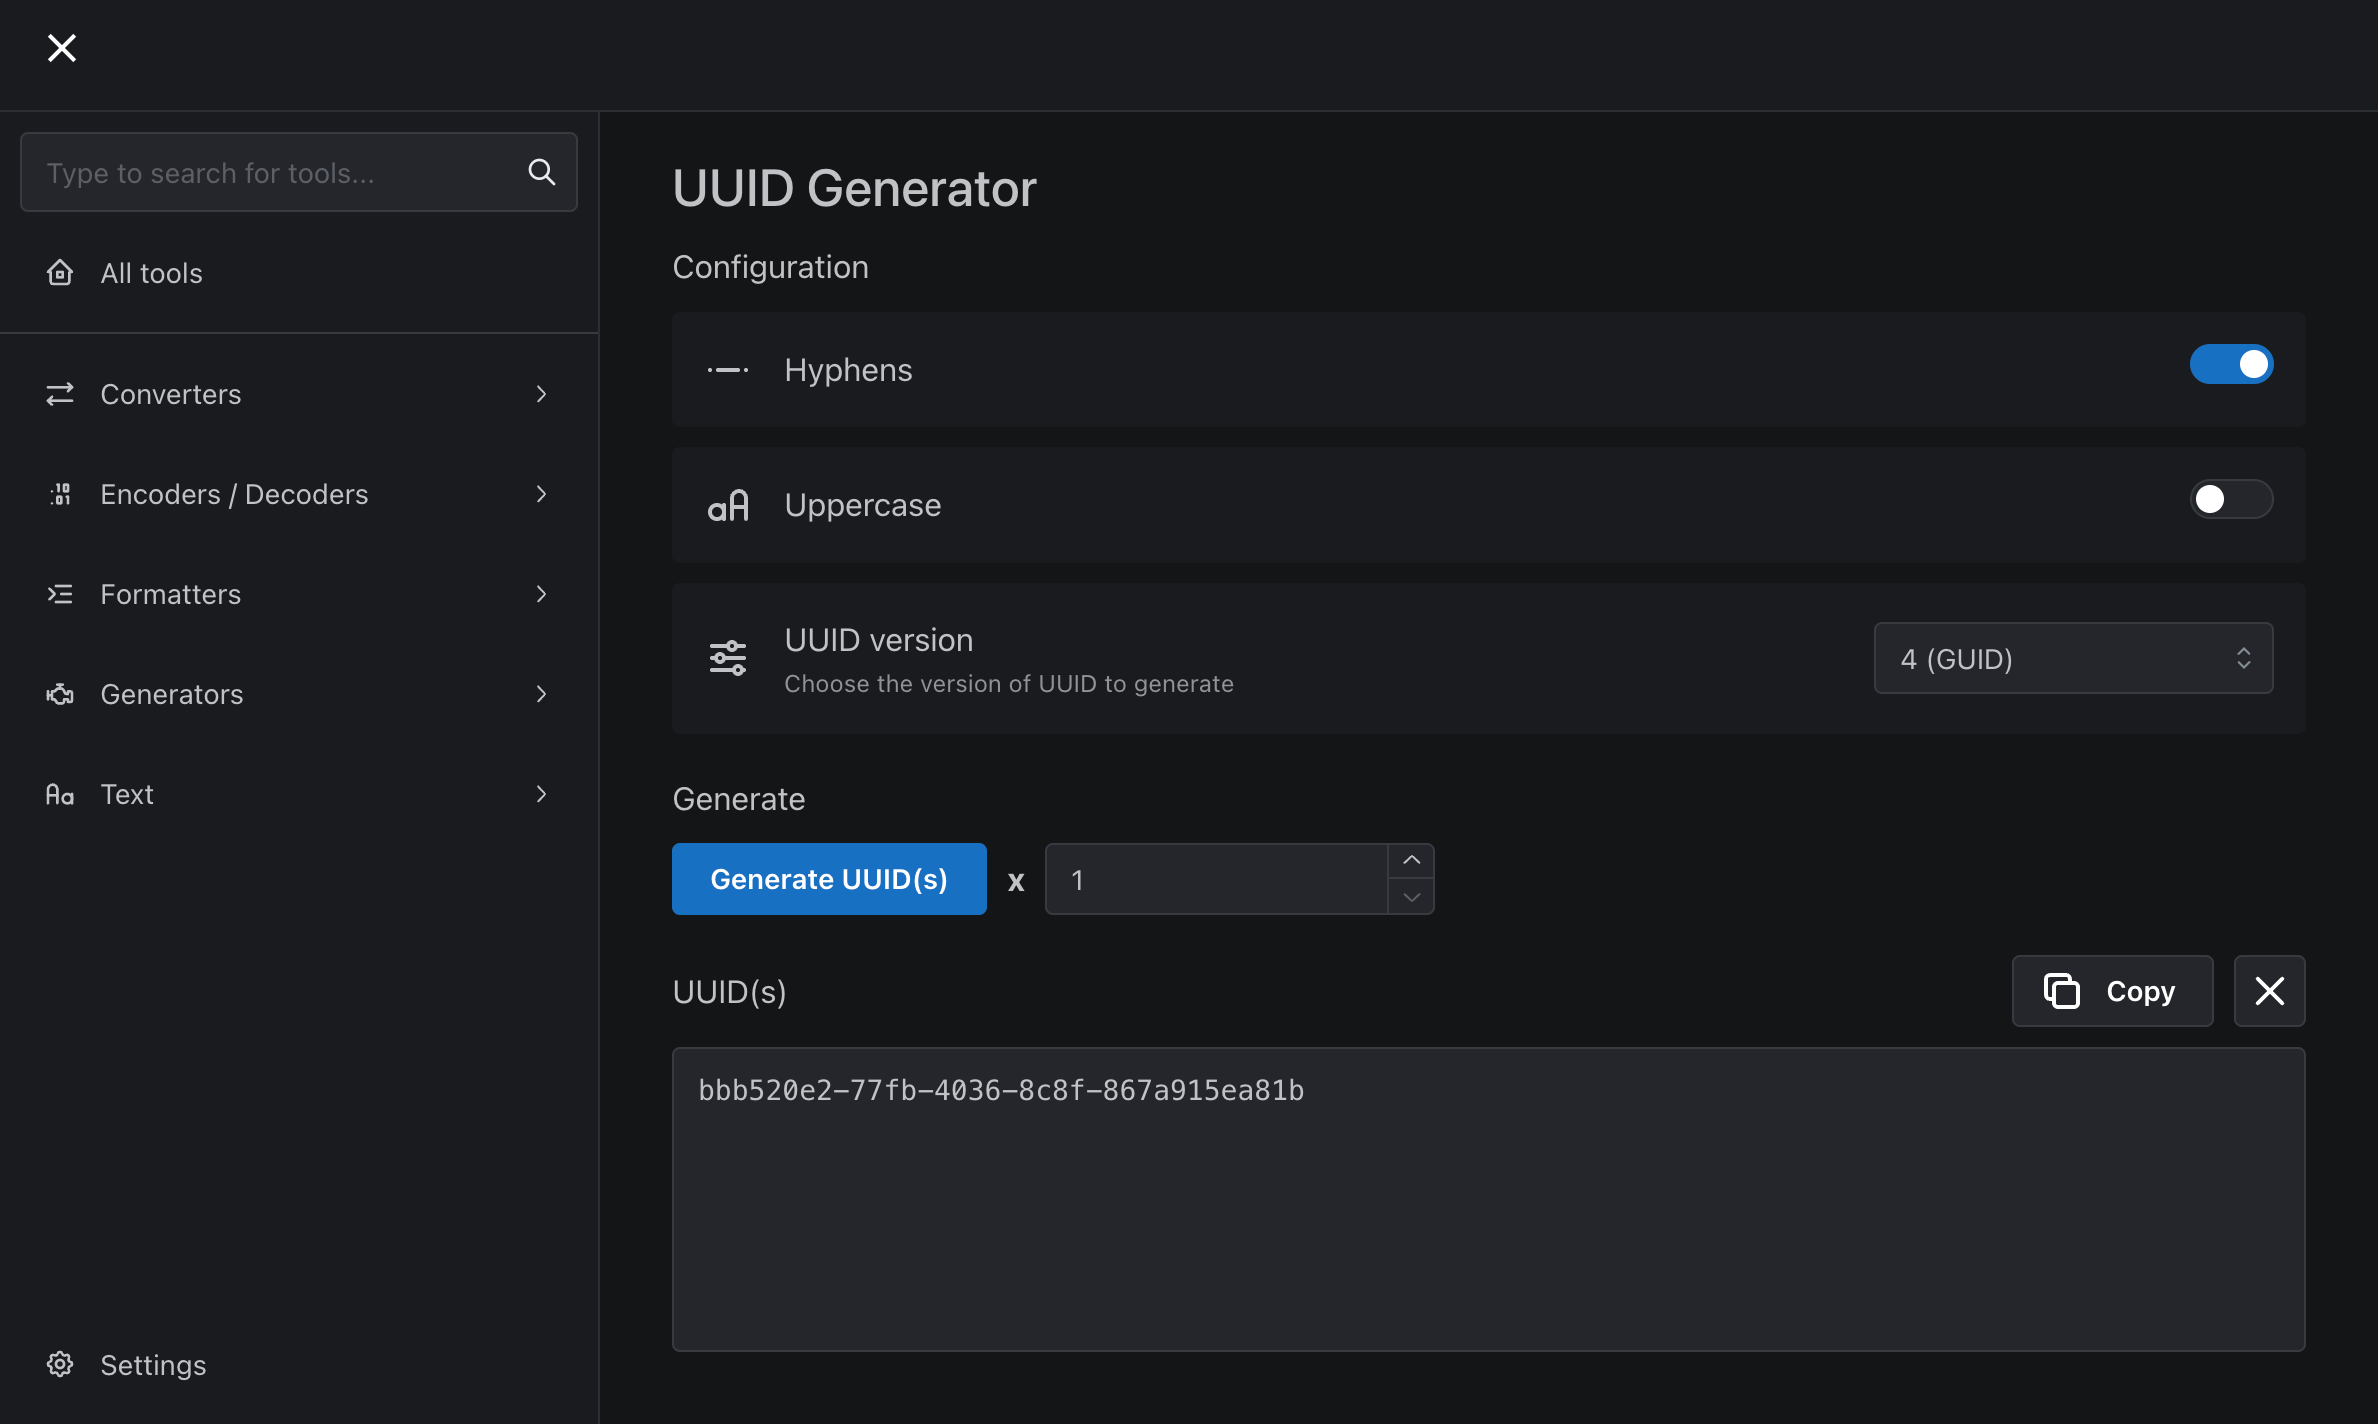 Type to search for tools...
All tools
Converters
Encoders / Decoders
Formatters
Generators
Text
Settings
UUID Generator
Configuration
Hyphens
Uppercase
UUID version
Choose the version of UUID to generate
4 (GUID)
Generate
Generate UUID(s)
x
1
UUID(s)
Copy
bbb520e2-77fb-4036-8c8f-867a915ea81b